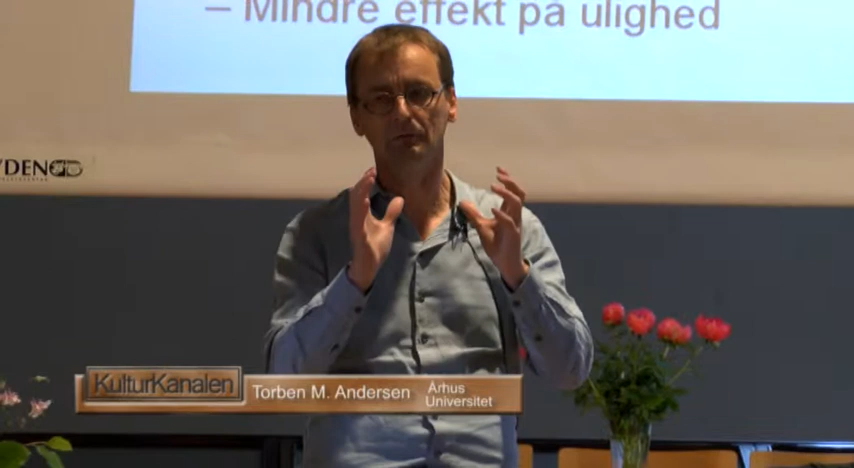 – Mindre effekt på ulighed
KulturKanalen
Torben M. Andersen
Århus
Universitet